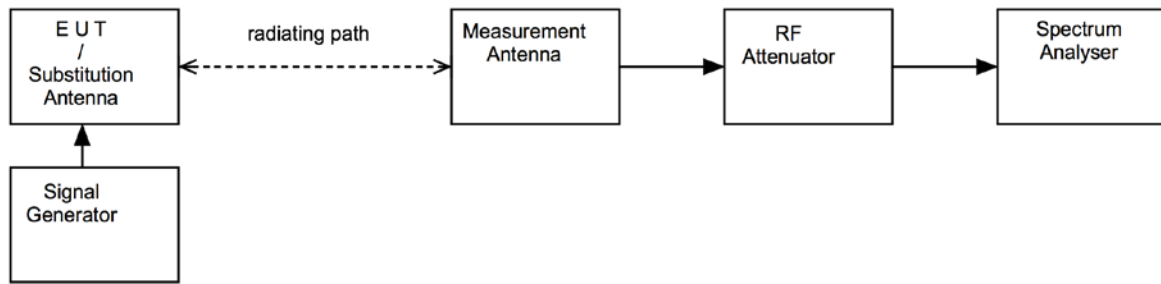 E U T
/
Substitution
Antenna
radiating path
Measurement
Antenna
RF
Attenuator
Spectrum
Analyser
Signal
Generator